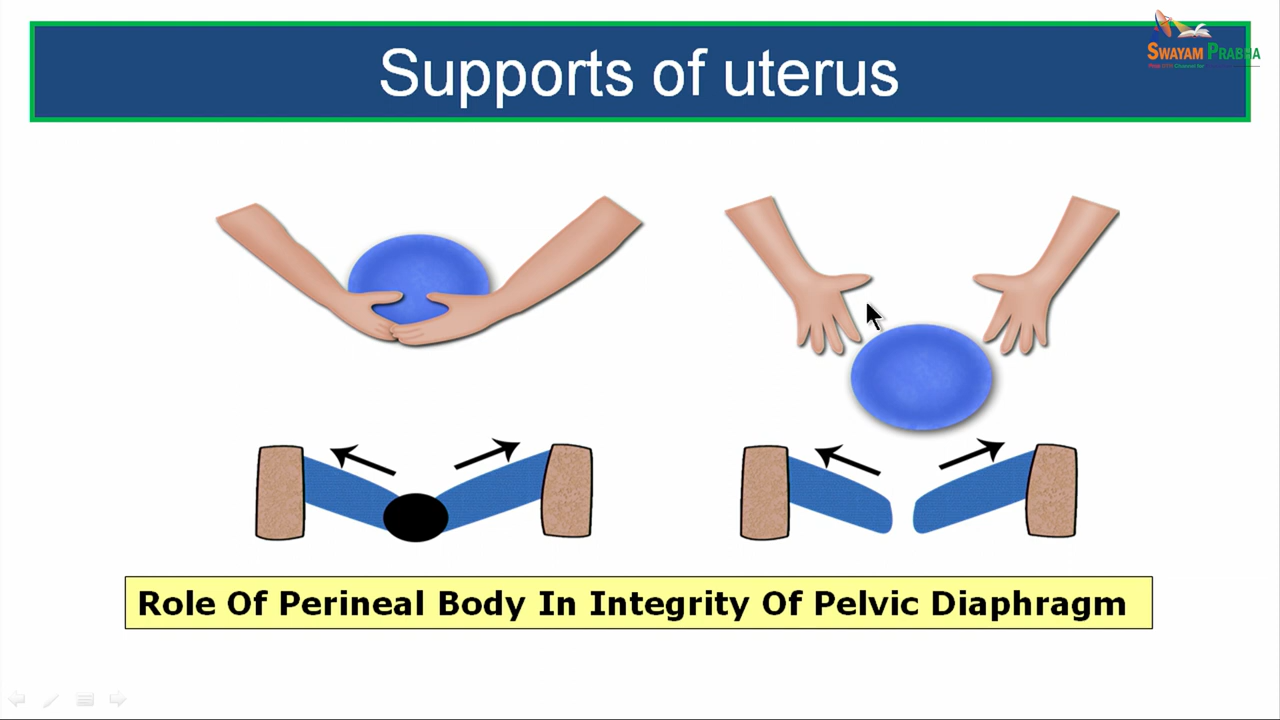 Supports of uterus
SWAYAM PRABHA
Role Of Perineal Body In Integrity Of Pelvic Diaphragm